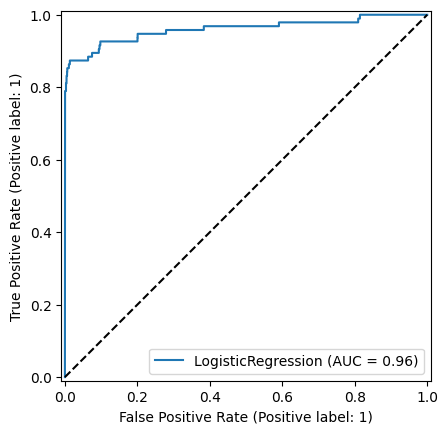 1.0
0.8
0.6
0.4
0.2
0.0
True Positive Rate (Positive label: 1)
LogisticRegression (AUC = 0.96)
0.0 0.2 0.4 0.6 0.8 1.0
False Positive Rate (Positive label: 1)